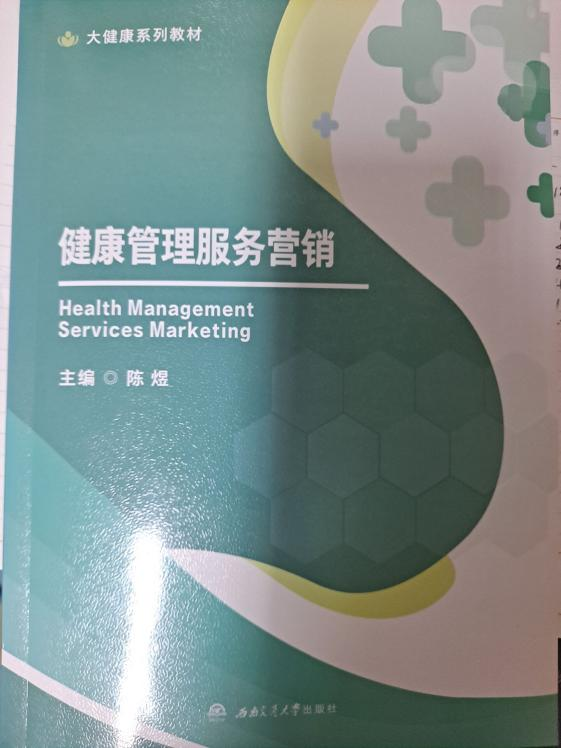 大健康系列教材
健康管理服务营销
Health Management
Services Marketing
主编 ◎ 陈 煜
西南交通大学出版社